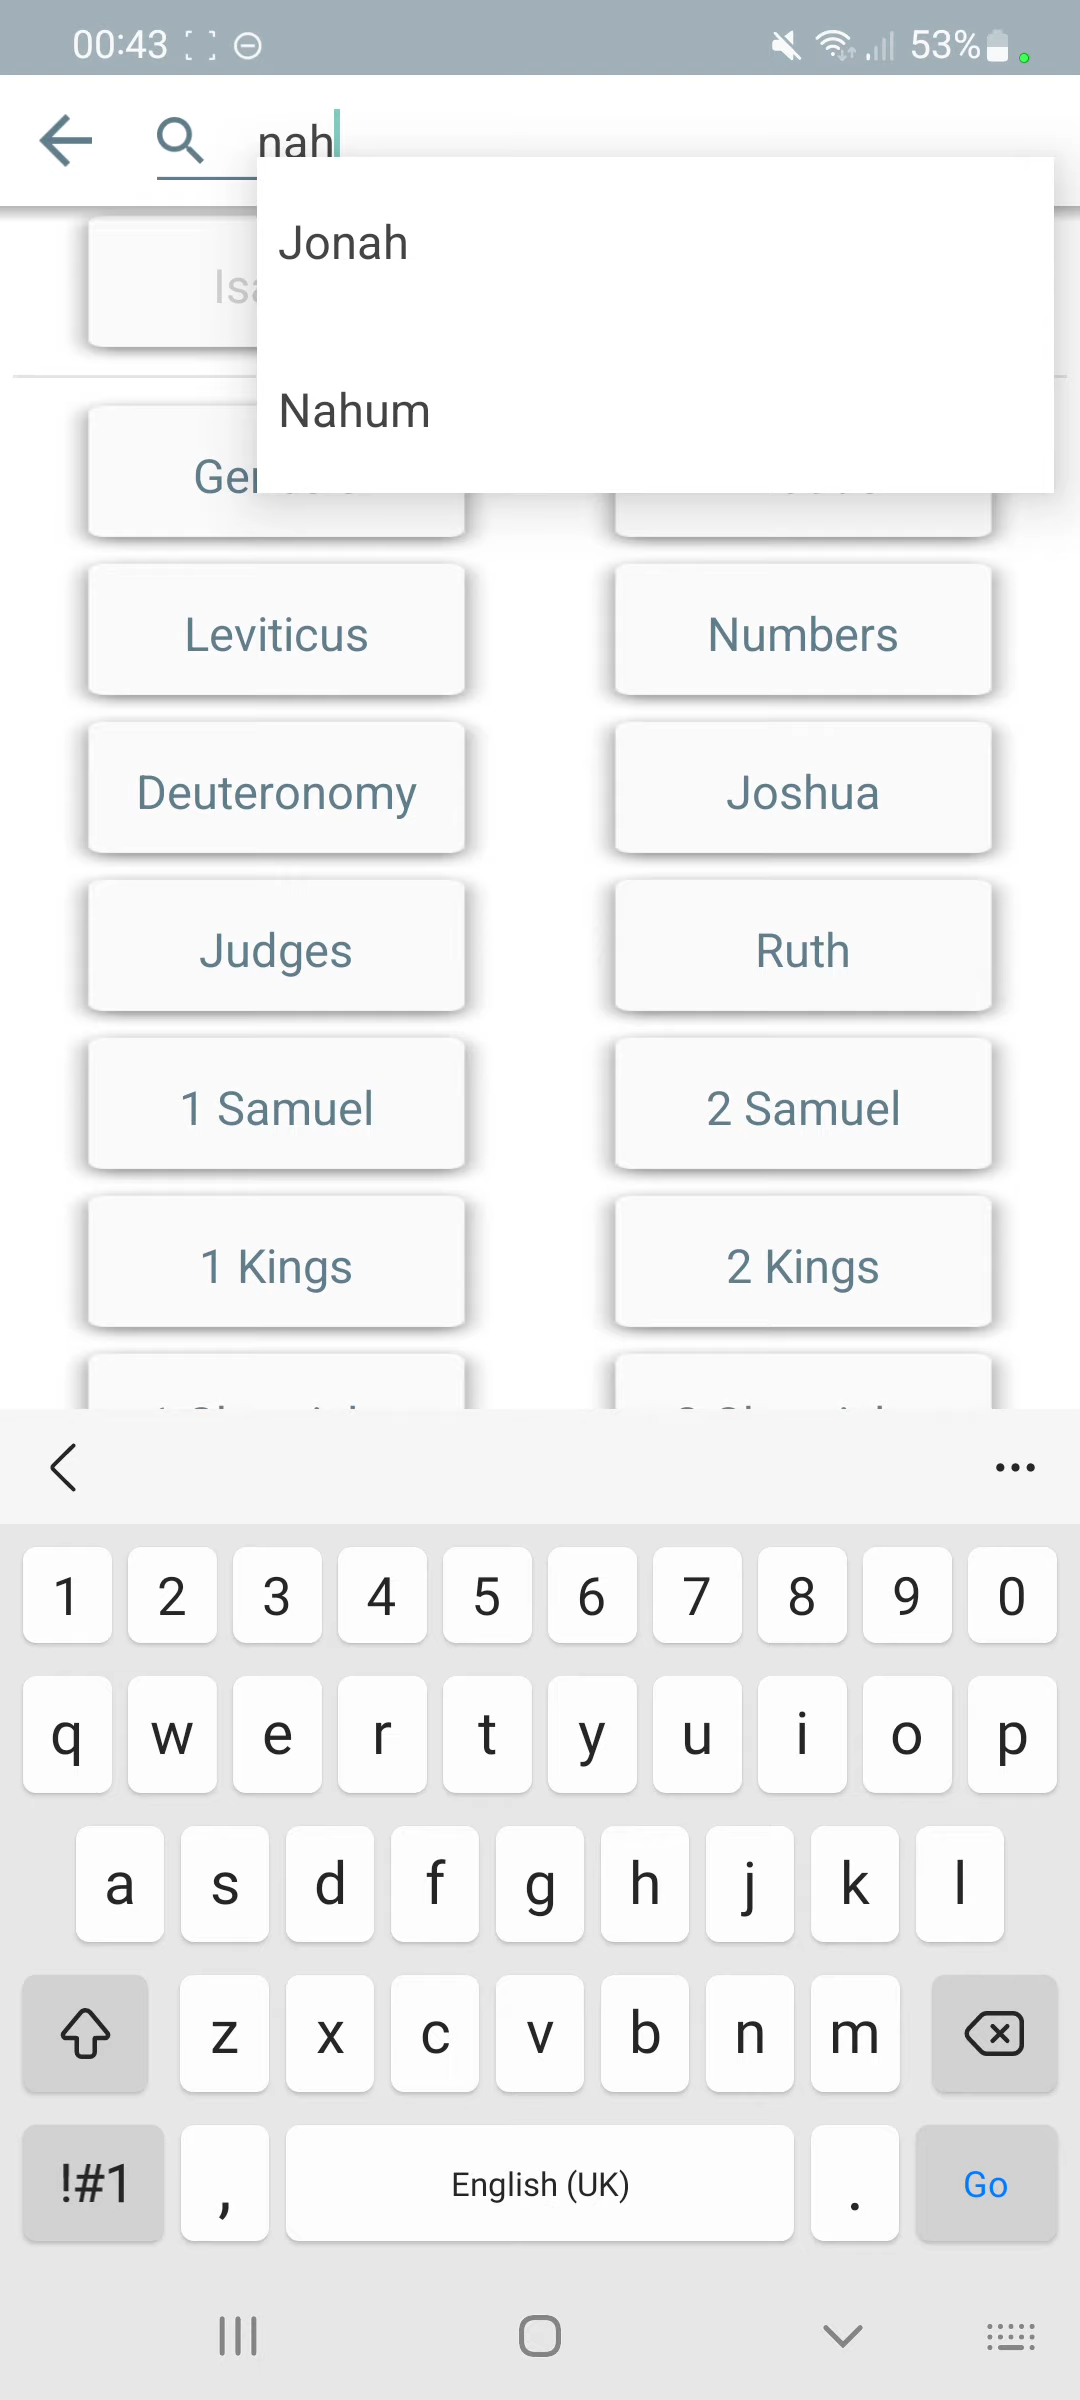 00:43 53%
nah
Jonah
Nahum
Leviticus Numbers
Deuteronomy Joshua
Judges Ruth
1 Samuel 2 Samuel
1 Kings 2 Kings
1 2 3 4 5 6 7 8 9 0
q w e r t y u i o p
a s d f g h j k l
z x c v b n m
!#1 , English (UK) . Go